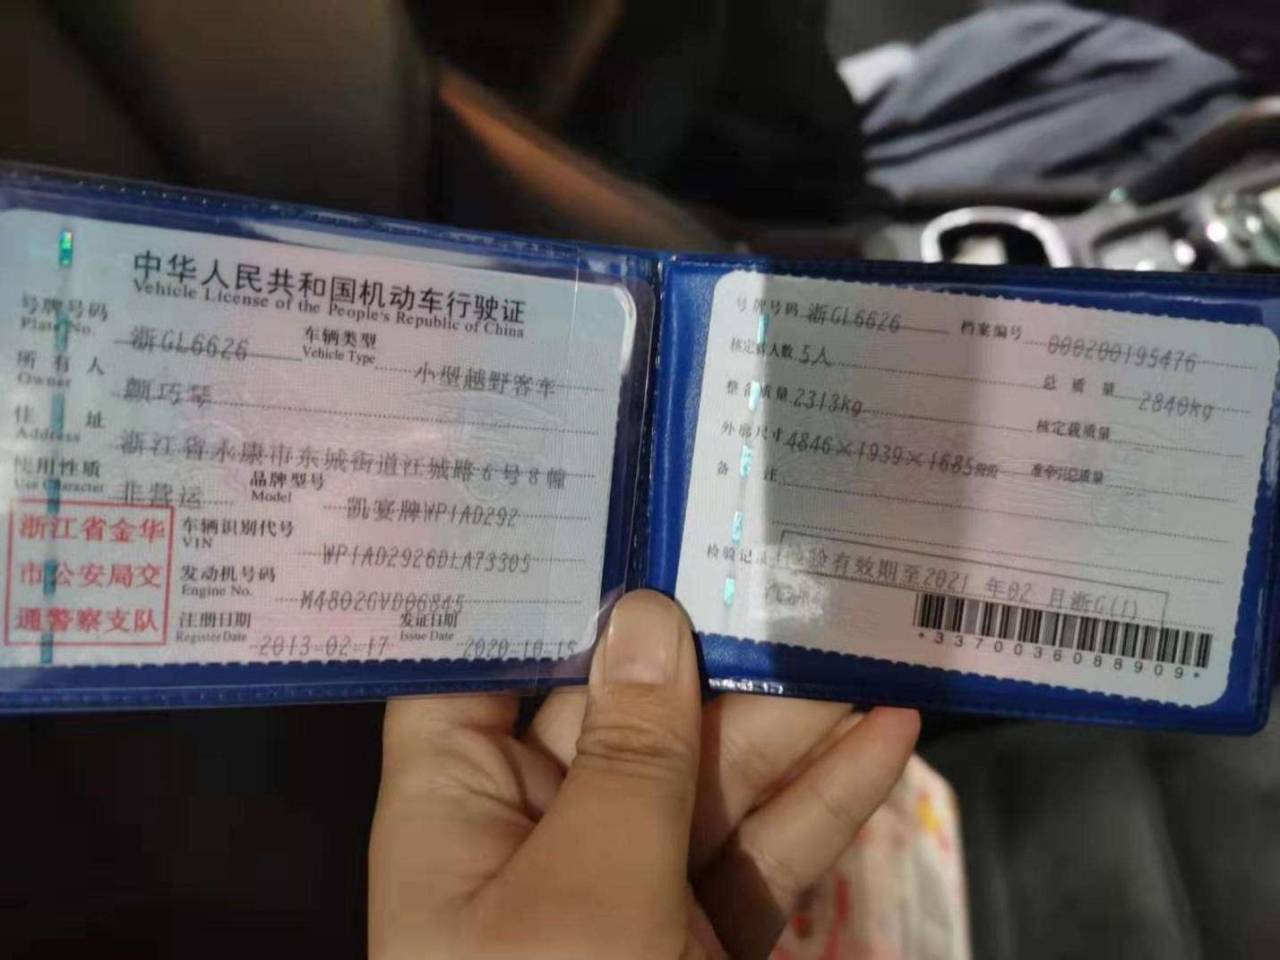 中华人民共和国机动车行驶证
Vehicle License of the People's Republic of China
号牌号码 浙GL6626 车辆类型 小型越野客车
Plate No. Vehicle Type
所有人 颜巧琴
Owner
住址 浙江省永康市东城街道江城路6号8幢
Address
使用性质 非营运 品牌型号 凯宴牌WP1AD292
Use Character Model
浙江省金华
市公安局交
通警察支队
车辆识别代号 WP1AD2926DLA73305
VIN
发动机号码 M4802GVD06845
Engine No.
注册日期 2013-02-17 发证日期 2020-10-15
Register Date Issue Date
号牌号码 浙GL6626 档案编号 000200195476
核定载人数 5人 总质量 2840kg
整备质量 2313kg 核定载质量
外廓尺寸 4846×1939×1685 准牵引总质量
备注
检验记录 检验有效期至2021年02月浙G(1)
*3370036088909*